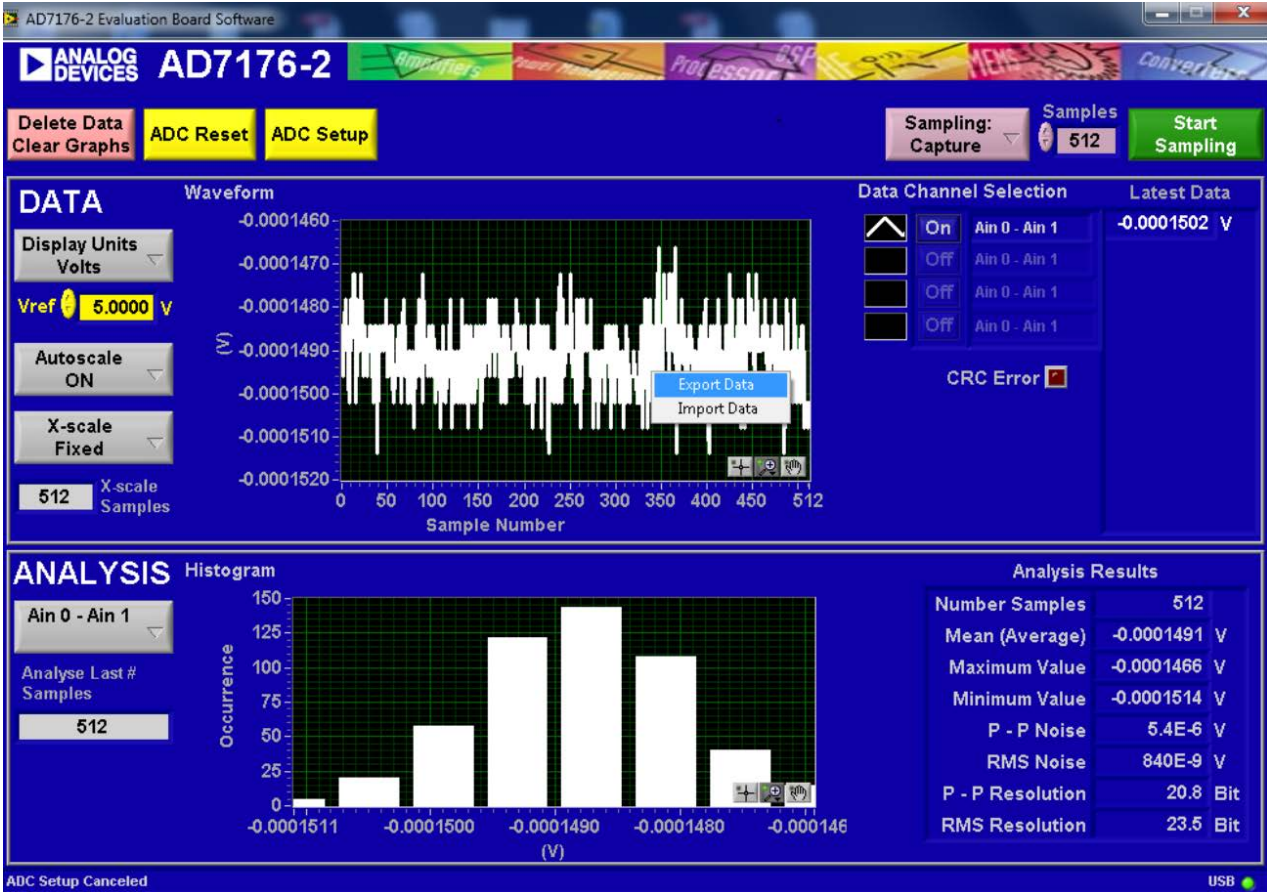 AD7176-2 Evaluation Board Software
ANALOG
DEVICES
AD7176-2
Amplifiers
Power Management
Processors
DSP
MEMS
Converters
Delete Data
Clear Graphs
ADC Reset
ADC Setup
Sampling:
Capture
Samples
512
Start
Sampling
DATA
Waveform
Display Units
Volts
Vref 5.0000 V
Autoscale
ON
X-scale
Fixed
512 X-scale
Samples
-0.0001460
-0.0001470
-0.0001480
-0.0001490
-0.0001500
-0.0001510
-0.0001520
(V)
0 50 100 150 200 250 300 350 400 450 512
Sample Number
Export Data
Import Data
Data Channel Selection
On Ain 0 - Ain 1
Off Ain 0 - Ain 1
Off Ain 0 - Ain 1
Off Ain 0 - Ain 1
CRC Error
Latest Data
-0.0001502 V
ANALYSIS
Ain 0 - Ain 1
Analyse Last #
Samples
512
Histogram
150
125
100
75
50
25
0
Occurrence
-0.0001511 -0.0001500 -0.0001490 -0.0001480 -0.000146
(V)
Analysis Results
Number Samples 512
Mean (Average) -0.0001491 V
Maximum Value -0.0001466 V
Minimum Value -0.0001514 V
P - P Noise 5.4E-6 V
RMS Noise 840E-9 V
P - P Resolution 20.8 Bit
RMS Resolution 23.5 Bit
ADC Setup Canceled
USB